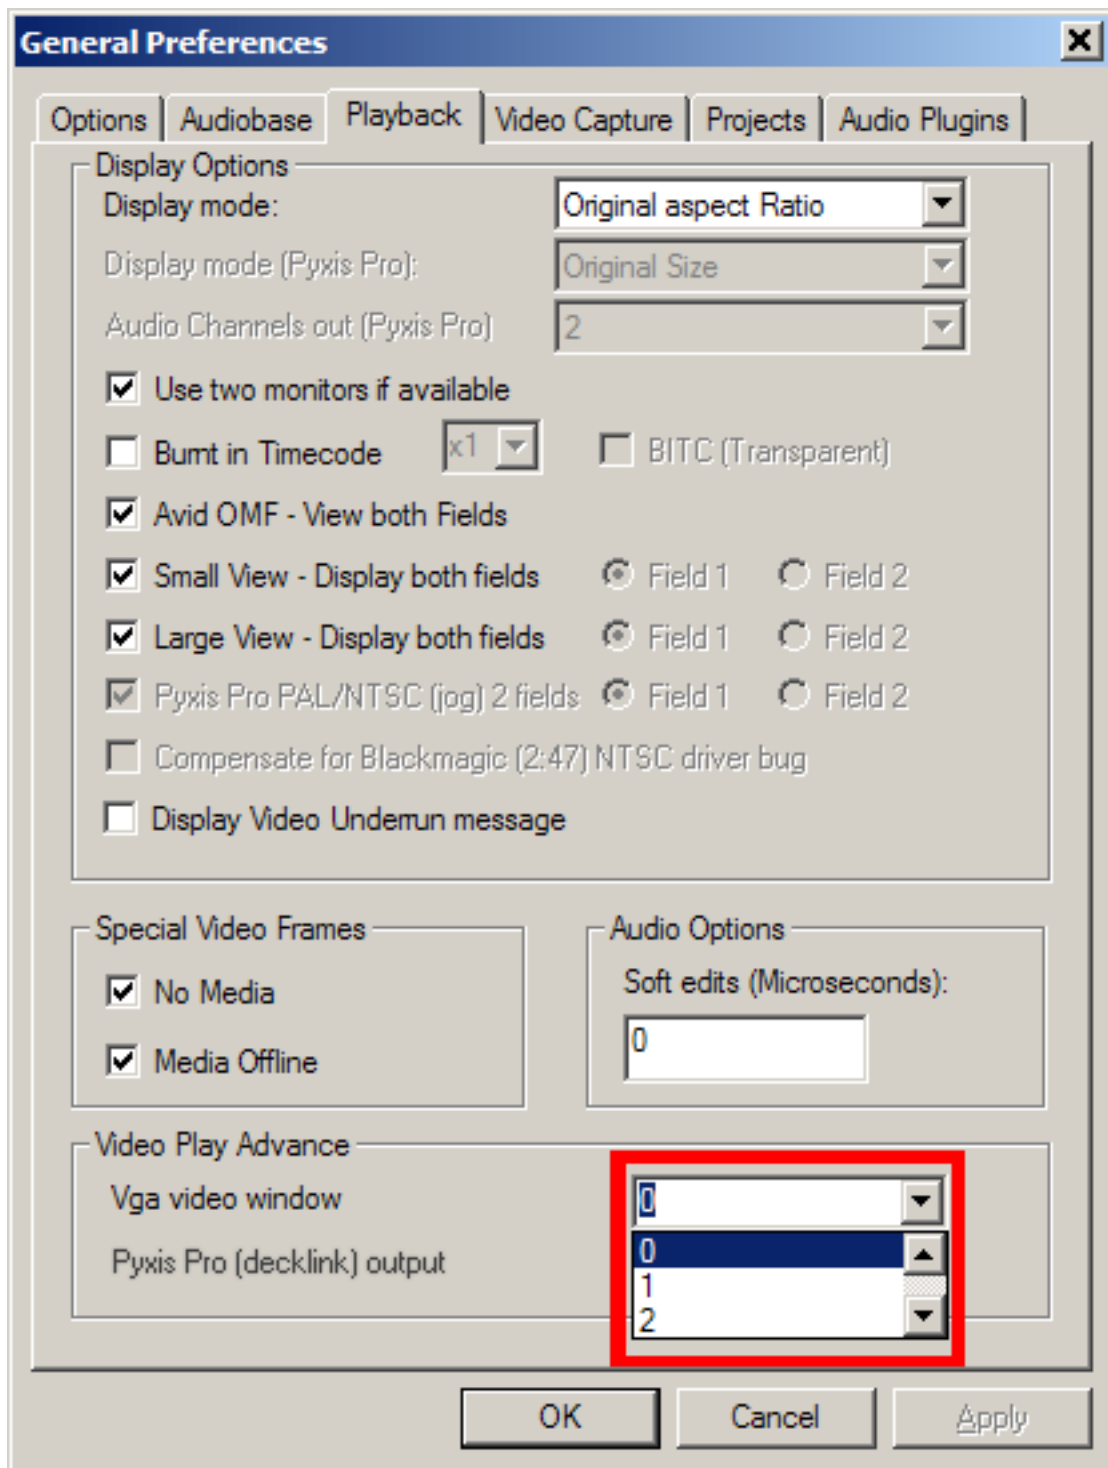 General Preferences
Options Audiobase Playback Video Capture Projects Audio Plugins
Display Options
Display mode: Original aspect Ratio
Display mode (Pyxis Pro): Original Size
Audio Channels out (Pyxis Pro) 2
Use two monitors if available
Burnt in Timecode x1 BITC (Transparent)
Avid OMF - View both Fields
Small View - Display both fields Field 1 Field 2
Large View - Display both fields Field 1 Field 2
Pyxis Pro PAL/NTSC (jog) 2 fields Field 1 Field 2
Compensate for Blackmagic (2:47) NTSC driver bug
Display Video Underrun message
Special Video Frames Audio Options
No Media Soft edits (Microseconds):
0
Media Offline
Video Play Advance
Vga video window 0
0
Pyxis Pro (decklink) output 1
2
OK Cancel Apply